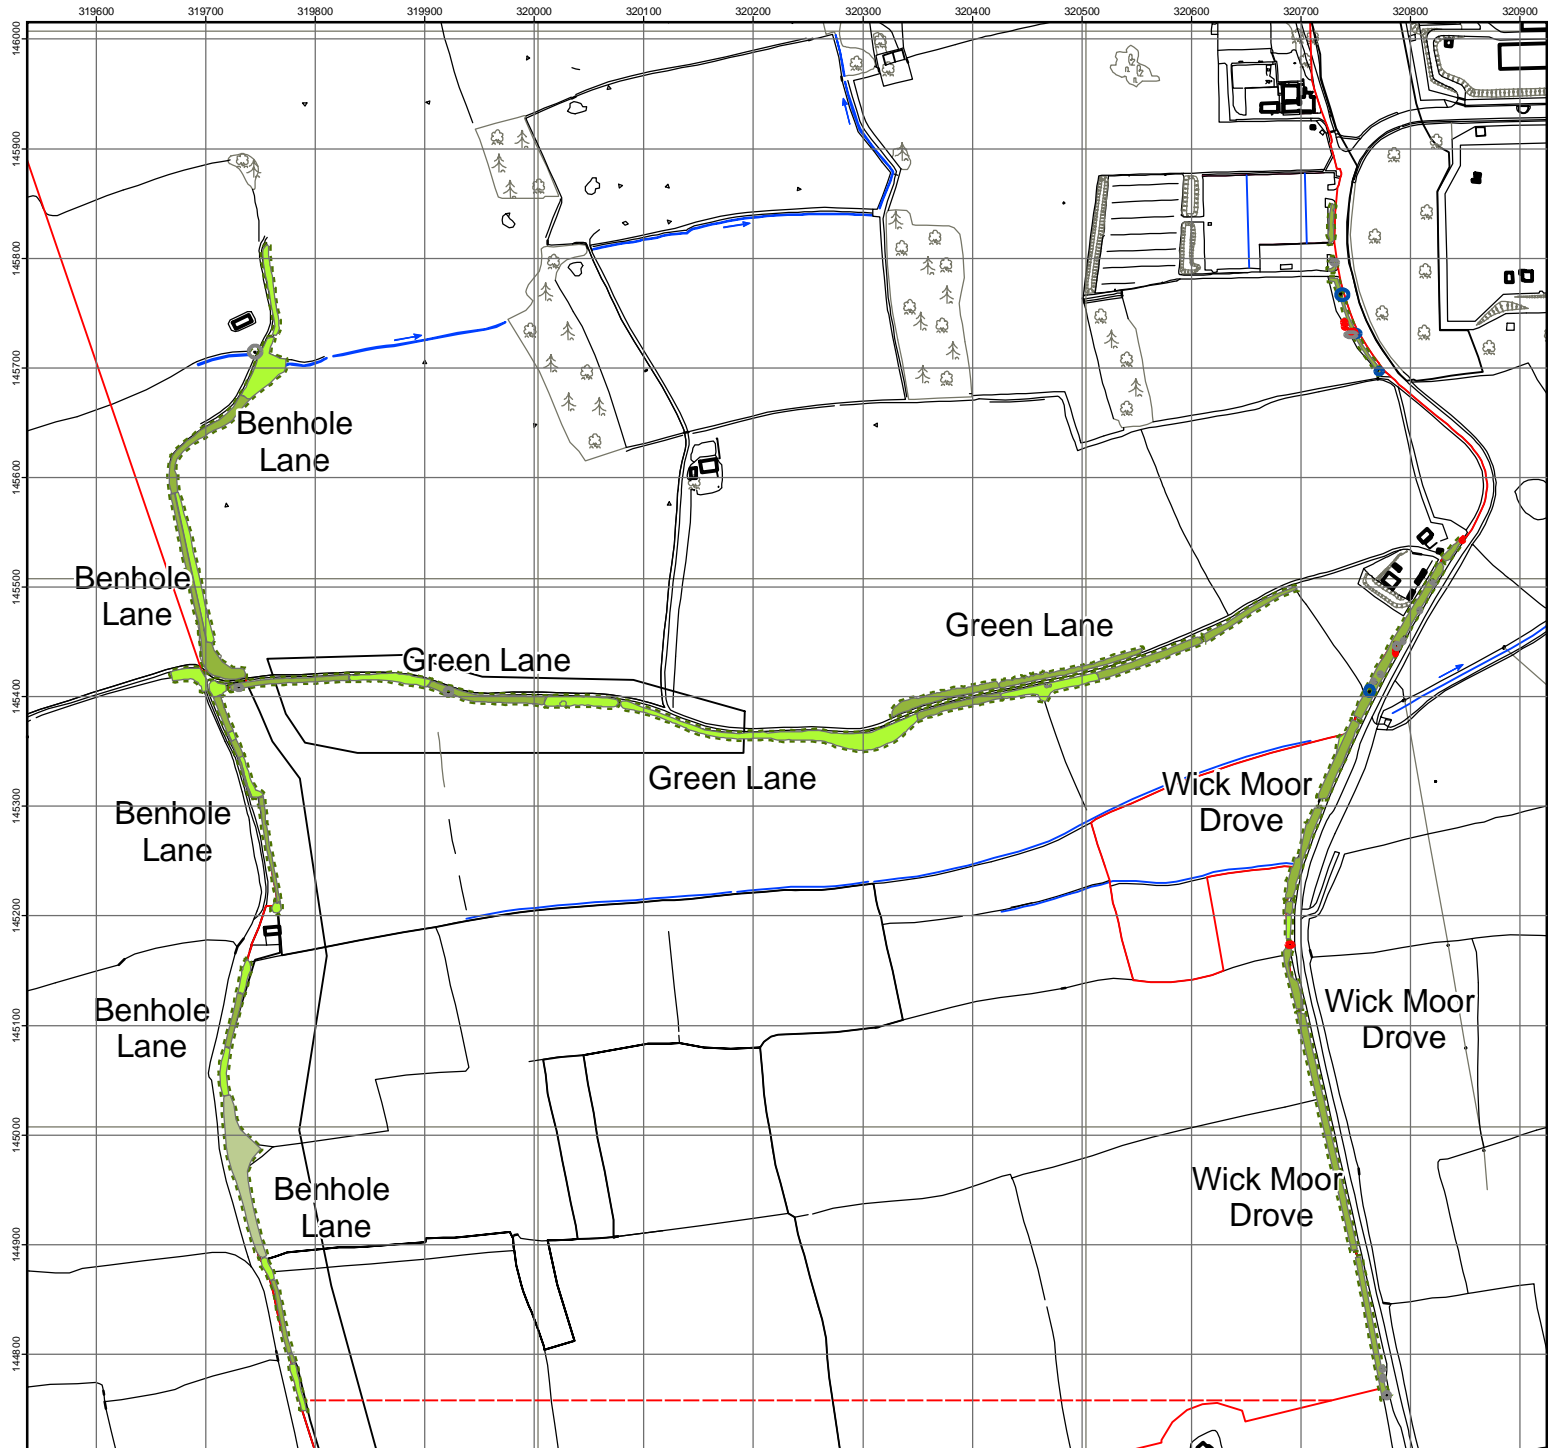 319600 319700 319800 319900 320000 320100 320200 320300 320400 320500 320600 320700 320800 320900
146000
145900
145800
145700
145600
145500
145400
145300
145200
145100
145000
144900
144800
Benhole
Lane
Benhole
Lane
Green Lane
Green Lane
Green Lane
Wick Moor
Drove
Benhole
Lane
Benhole
Lane
Wick Moor
Drove
Benhole
Lane
Wick Moor
Drove